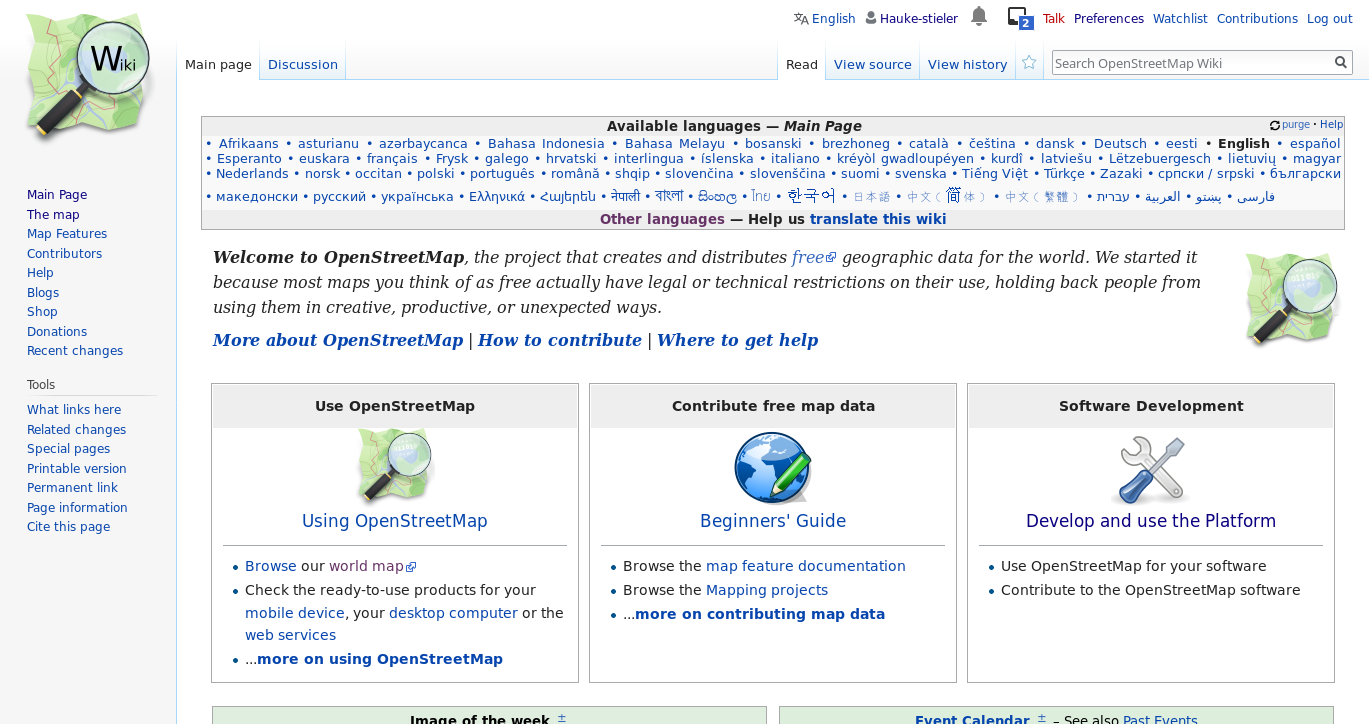 Wiki
English Hauke-stieler 2 Talk Preferences Watchlist Contributions Log out
Main page Discussion Read View source View history Search OpenStreetMap Wiki
Main Page
The map
Map Features
Contributors
Help
Blogs
Shop
Donations
Recent changes
Tools
What links here
Related changes
Special pages
Printable version
Permanent link
Page information
Cite this page
Available languages — Main Page purge · Help
• Afrikaans • asturianu • azərbaycanca • Bahasa Indonesia • Bahasa Melayu • bosanski • brezhoneg • català • čeština • dansk • Deutsch • eesti • English • español
• Esperanto • euskara • français • Frysk • galego • hrvatski • interlingua • íslenska • italiano • kréyòl gwadloupéyen • kurdî • latviešu • Lëtzebuergesch • lietuvių • magyar
• Nederlands • norsk • occitan • polski • português • română • shqip • slovenčina • slovenščina • suomi • svenska • Tiếng Việt • Türkçe • Zazaki • српски / srpski • български
• македонски • русский • українська • Ελληνικά • Հայերեն • नेपाली • বাংলা • සිංහල • ไทย • 한국어 • 日本語 • 中文（简体） • 中文（繁體） • עברית • العربية • پښتو • فارسی
Other languages — Help us translate this wiki
Welcome to OpenStreetMap, the project that creates and distributes free geographic data for the world. We started it
because most maps you think of as free actually have legal or technical restrictions on their use, holding back people from
using them in creative, productive, or unexpected ways.
More about OpenStreetMap | How to contribute | Where to get help
Use OpenStreetMap
Using OpenStreetMap
• Browse our world map
• Check the ready-to-use products for your
mobile device, your desktop computer or the
web services
• ...more on using OpenStreetMap
Contribute free map data
Beginners' Guide
• Browse the map feature documentation
• Browse the Mapping projects
• ...more on contributing map data
Software Development
Develop and use the Platform
• Use OpenStreetMap for your software
• Contribute to the OpenStreetMap software
Image of the week ±
Event Calendar ± – See also Past Events